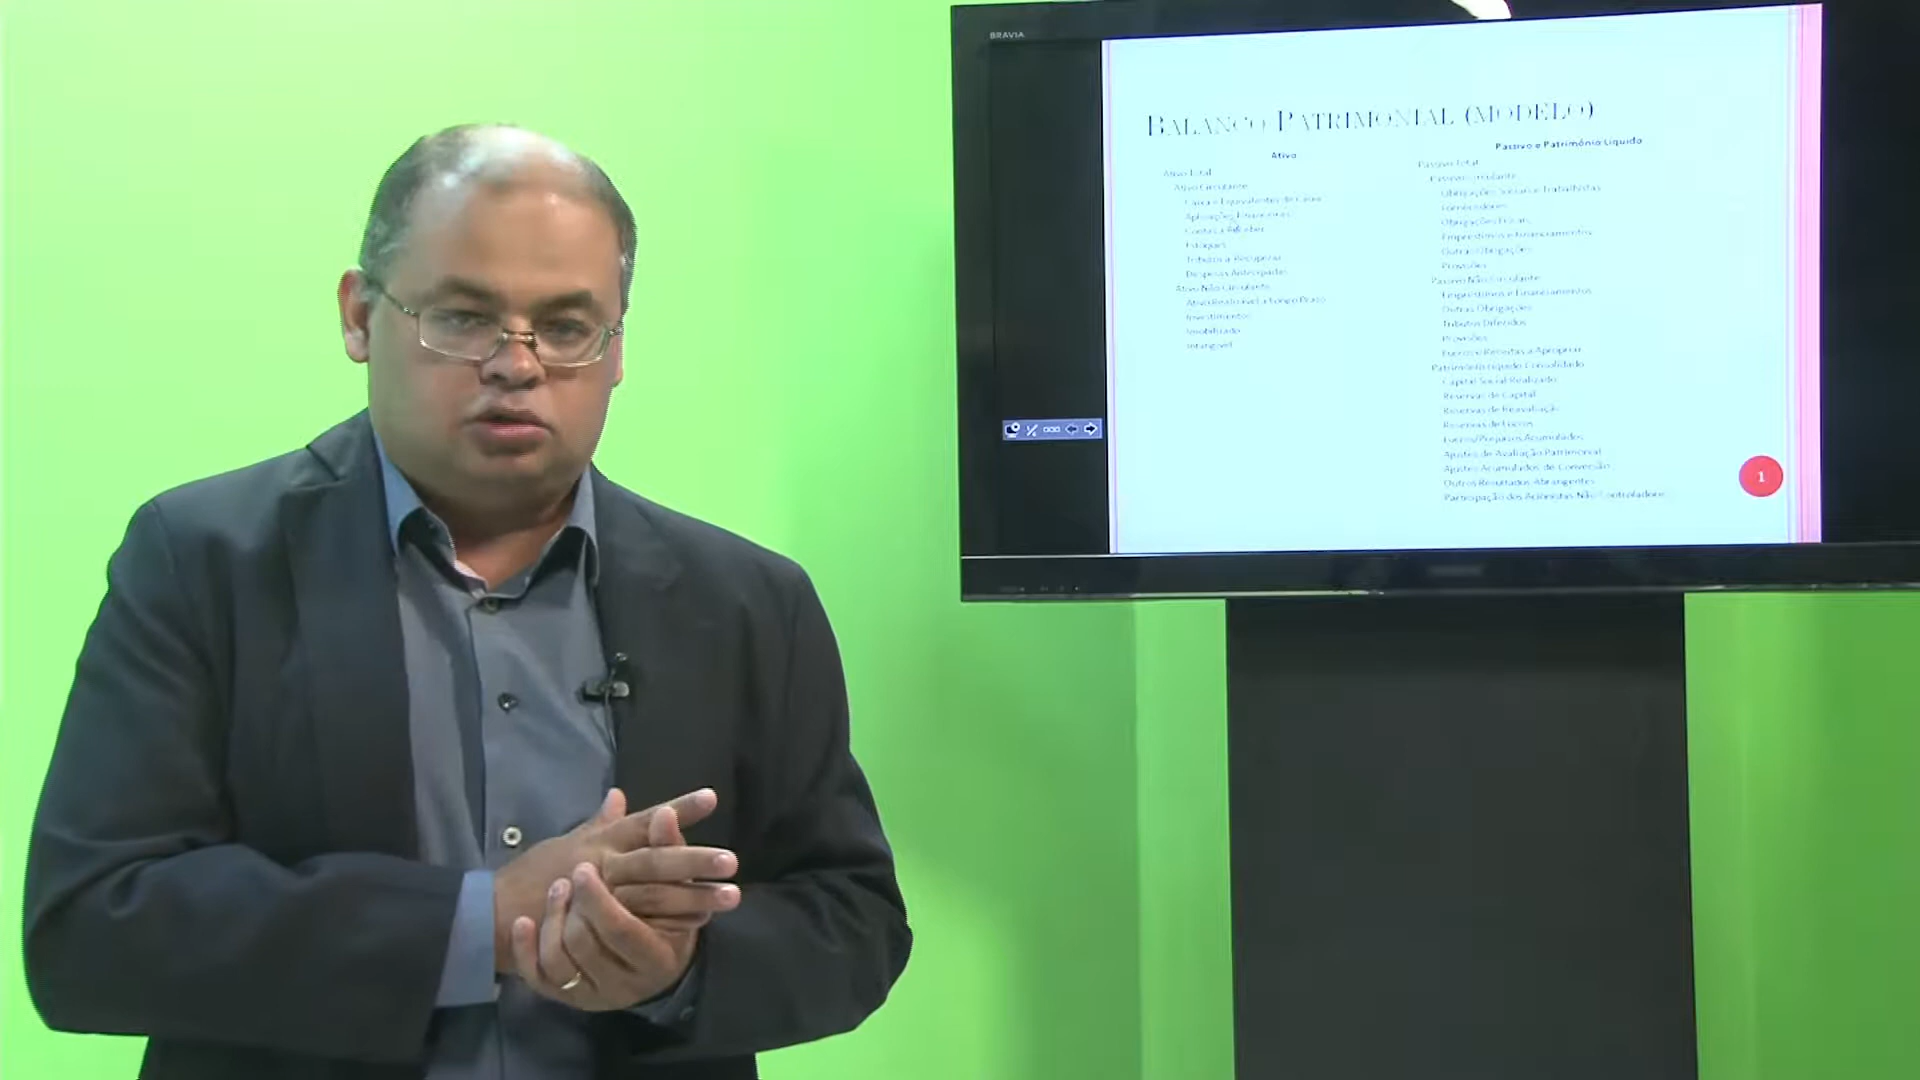 BRAVIA
BALANÇO PATRIMONIAL (MODELO)
Ativo
Ativo Total
Ativo Circulante
Caixa e Equivalentes de Caixa
Aplicações Financeiras
Contas a Receber
Estoques
Tributos a Recuperar
Despesas Antecipadas
Ativo Não Circulante
Ativo Realizável a Longo Prazo
Investimentos
Imobilizado
Intangível
Passivo e Patrimônio Líquido
Passivo Total
Passivo Circulante
Obrigações Sociais e Trabalhistas
Fornecedores
Obrigações Fiscais
Empréstimos e Financiamentos
Outras Obrigações
Provisões
Passivo Não Circulante
Empréstimos e Financiamentos
Outras Obrigações
Tributos Diferidos
Provisões
Lucros e Receitas a Apropriar
Patrimônio Líquido Consolidado
Capital Social Realizado
Reservas de Capital
Reservas de Reavaliação
Reservas de Lucros
Lucros/Prejuízos Acumulados
Ajustes de Avaliação Patrimonial
Ajustes Acumulados de Conversão
Outros Resultados Abrangentes
Participação dos Acionistas Não Controladores
1